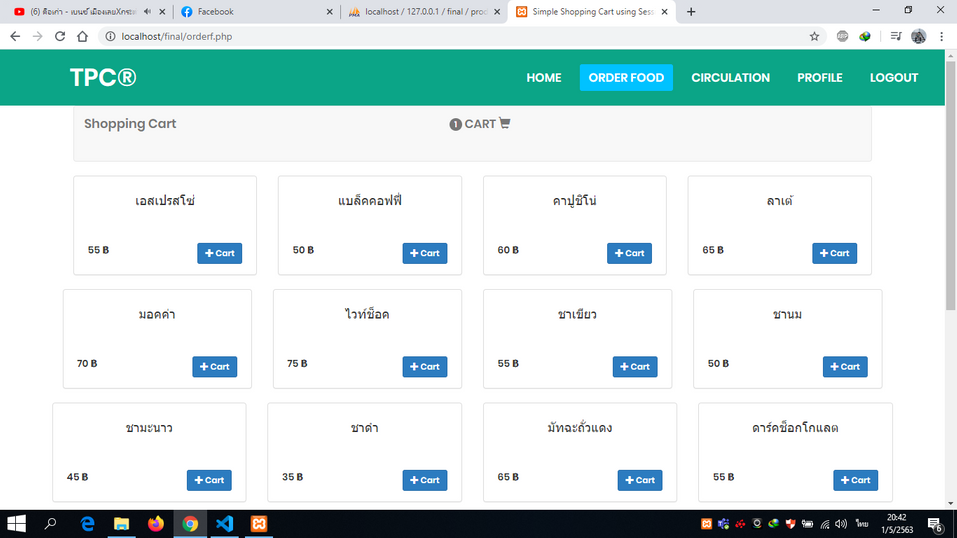 (6) คือเก่า - เบนซ์ เมืองเลย
Facebook
localhost / 127.0.0.1 / final / prod
Simple Shopping Cart using Sess
localhost/final/orderf.php
TPC®
HOME
ORDER FOOD
CIRCULATION
PROFILE
LOGOUT
Shopping Cart
1 CART
เอสเปรสโซ่
แบล็คคอฟฟี่
คาปูชิโน่
ลาเต้
55 ฿
+ Cart
50 ฿
+ Cart
60 ฿
+ Cart
65 ฿
+ Cart
มอคค่า
ไวท์ช็อค
ชาเขียว
ชานม
70 ฿
+ Cart
75 ฿
+ Cart
55 ฿
+ Cart
50 ฿
+ Cart
ชามะนาว
ชาดำ
มัทฉะถั่วแดง
ดาร์คช็อกโกแลต
45 ฿
+ Cart
35 ฿
+ Cart
65 ฿
+ Cart
55 ฿
+ Cart
ไทย
20:42
1/5/2563
6